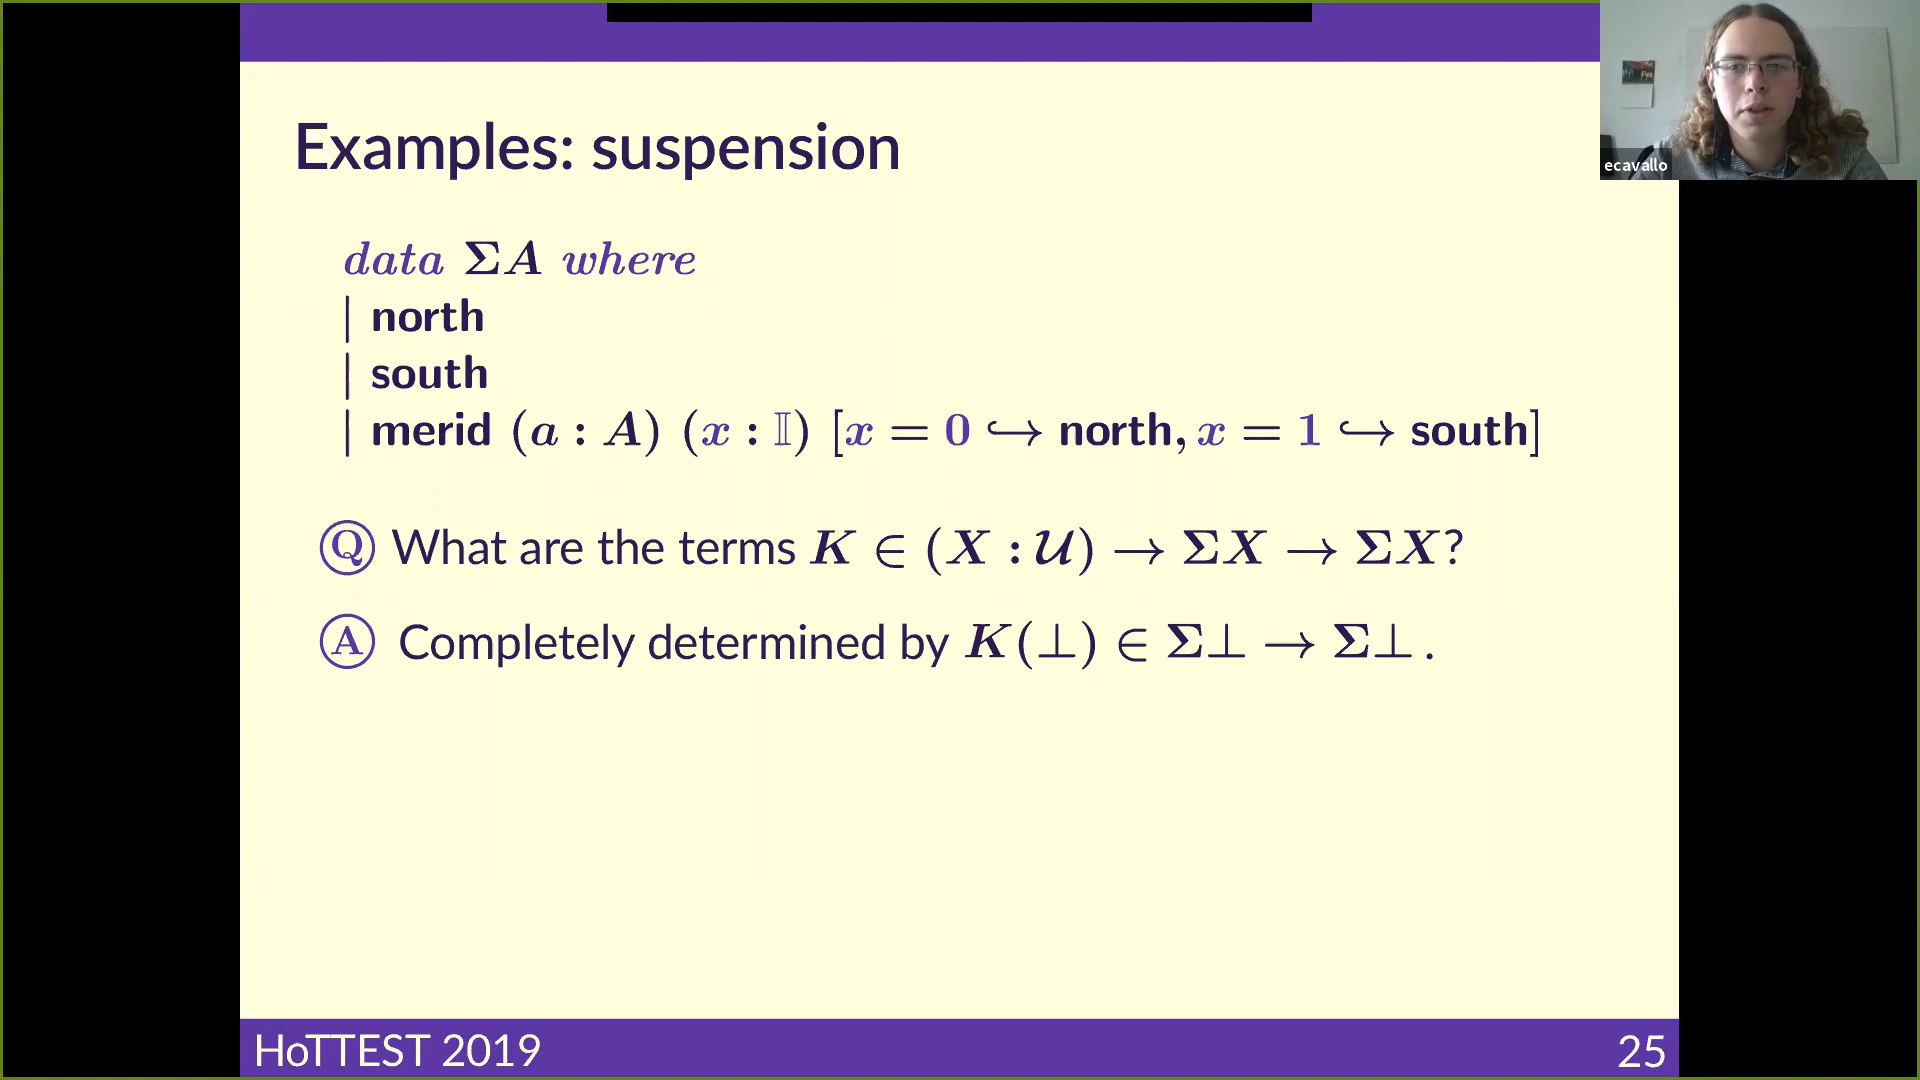 Examples: suspension
data ΣA where
| north
| south
| merid (a : A) (x : 𝕀) [x = 0 ↪ north, x = 1 ↪ south]
Q What are the terms K ∈ (X : 𝒰) → ΣX → ΣX?
A Completely determined by K(⊥) ∈ Σ⊥ → Σ⊥.
HoTTEST 2019
25
ecavallo